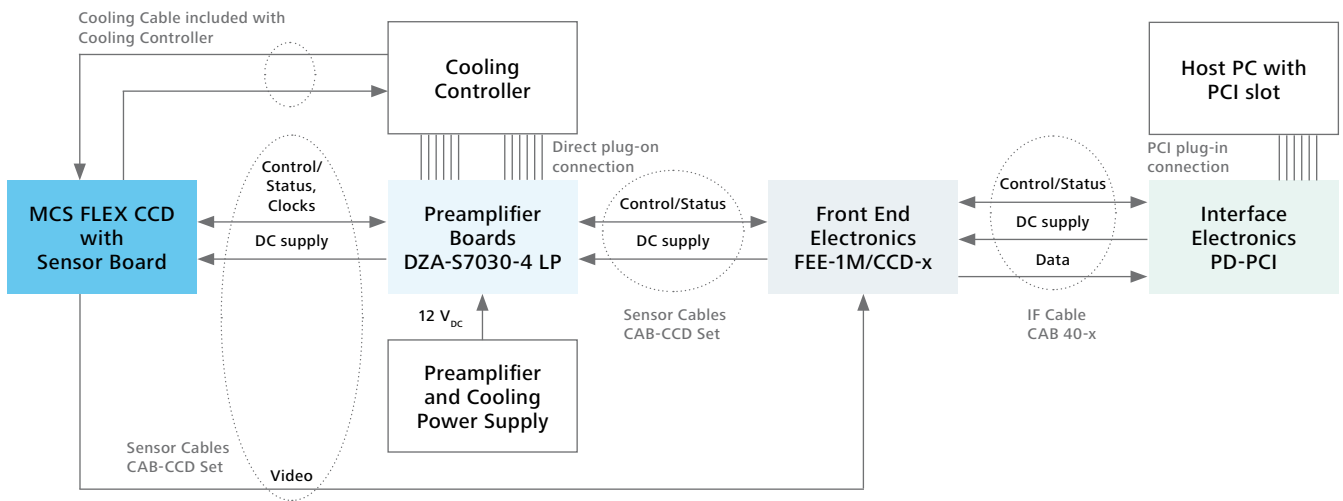 Cooling Cable included with
Cooling Controller
Cooling
Controller
Host PC with
PCI slot
Direct plug-on
connection
PCI plug-in
connection
Control/
Status,
Clocks
DC supply
MCS FLEX CCD
with
Sensor Board
Preamplifier
Boards
DZA-S7030-4 LP
Control/Status
DC supply
Front End
Electronics
FEE-1M/CCD-x
Control/Status
DC supply
Data
Interface
Electronics
PD-PCI
12 VDC
Sensor Cables
CAB-CCD Set
IF Cable
CAB 40-x
Preamplifier
and Cooling
Power Supply
Sensor Cables
CAB-CCD Set
Video